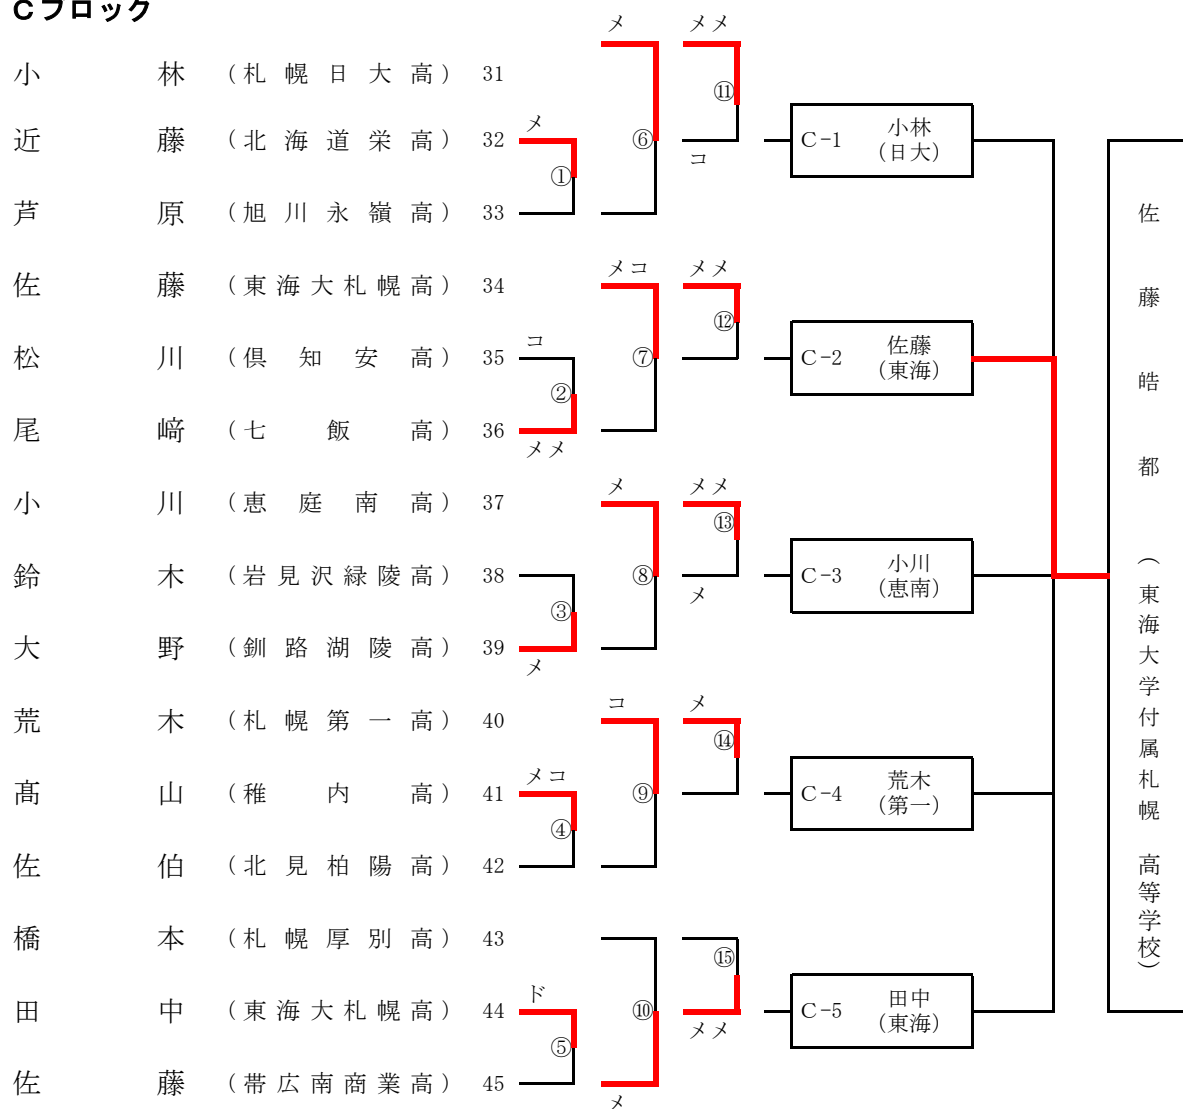 Cブロック
メ メメ
小林 (札幌日大高) 31
⑪
近藤 (北海道栄高) 32 メ ① ⑥ コ
C-1 小林 (日大)
芦原 (旭川永嶺高) 33
佐藤 (東海大札幌高) 34 メコ メメ
⑫
松川 (倶知安高) 35 コ ② ⑦
C-2 佐藤 (東海)
尾﨑 (七飯高) 36 メメ
小川 (恵庭南高) 37 メ メメ
⑬
鈴木 (岩見沢緑陵高) 38 ③ ⑧ メ
C-3 小川 (恵南)
大野 (釧路湖陵高) 39 メ
荒木 (札幌第一高) 40 コ メ
⑭
髙山 (稚内高) 41 メコ ④ ⑨
C-4 荒木 (第一)
佐伯 (北見柏陽高) 42
橋本 (札幌厚別高) 43
⑮
田中 (東海大札幌高) 44 ド ⑤ ⑩ メメ
C-5 田中 (東海)
佐藤 (帯広南商業高) 45 メ
佐藤皓都 (東海大学付属札幌高等学校)